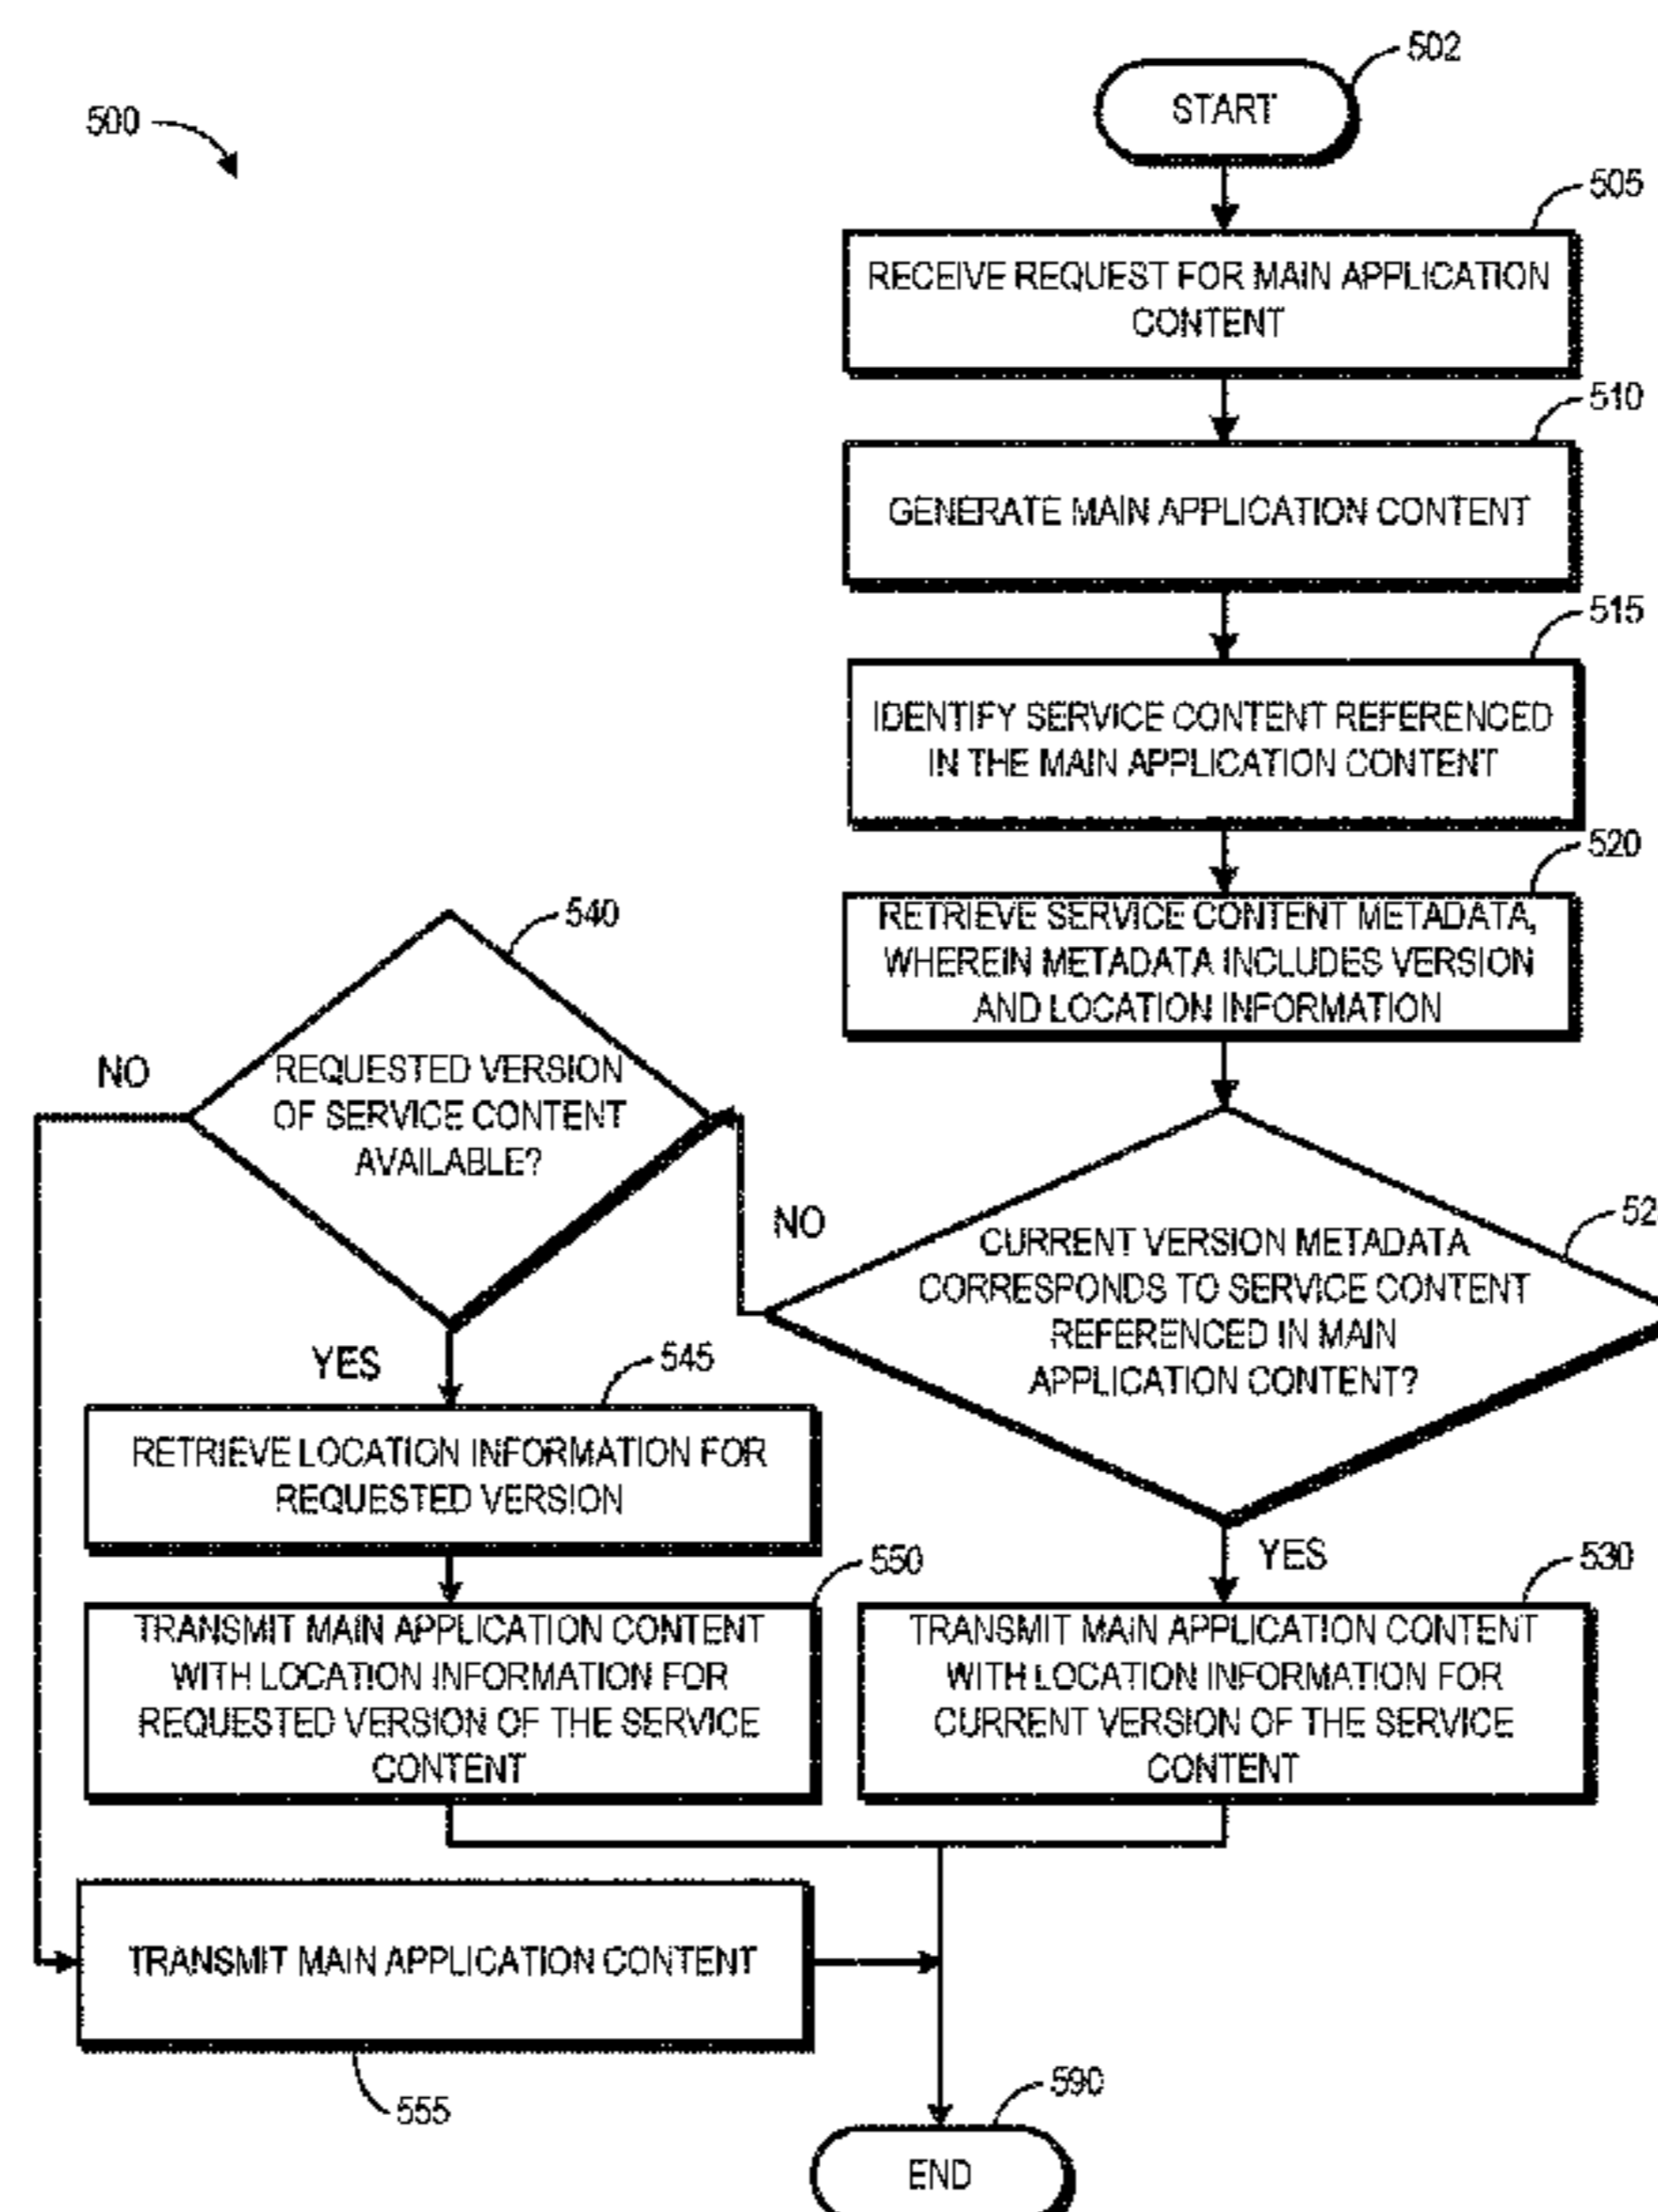 502
START
500
505
RECEIVE REQUEST FOR MAIN APPLICATION
CONTENT
510
GENERATE MAIN APPLICATION CONTENT
515
IDENTIFY SERVICE CONTENT REFERENCED
IN THE MAIN APPLICATION CONTENT
520
RETRIEVE SERVICE CONTENT METADATA,
WHEREIN METADATA INCLUDES VERSION
AND LOCATION INFORMATION
540
NO
REQUESTED VERSION
OF SERVICE CONTENT
AVAILABLE?
NO
52
CURRENT VERSION METADATA
CORRESPONDS TO SERVICE CONTENT
REFERENCED IN MAIN
APPLICATION CONTENT?
YES
545
RETRIEVE LOCATION INFORMATION FOR
REQUESTED VERSION
YES
550
TRANSMIT MAIN APPLICATION CONTENT
WITH LOCATION INFORMATION FOR
REQUESTED VERSION OF THE SERVICE
CONTENT
530
TRANSMIT MAIN APPLICATION CONTENT
WITH LOCATION INFORMATION FOR
CURRENT VERSION OF THE SERVICE
CONTENT
TRANSMIT MAIN APPLICATION CONTENT
555
590
END